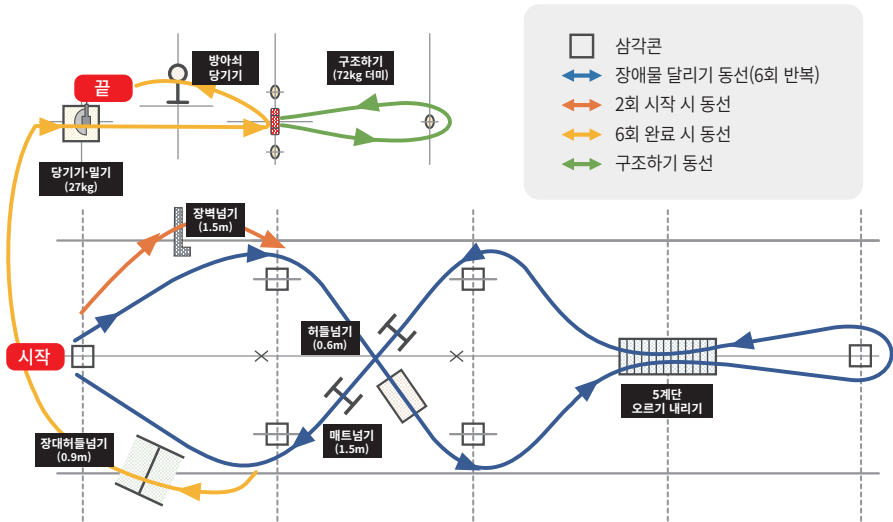 방아쇠
당기기
구조하기
(72kg 더미)
끝
당기기·밀기
(27kg)
삼각콘
장애물 달리기 동선(6회 반복)
2회 시작 시 동선
6회 완료 시 동선
구조하기 동선
장벽넘기
(1.5m)
시작
허들넘기
(0.6m)
5계단
오르기 내리기
매트넘기
(1.5m)
장대허들넘기
(0.9m)